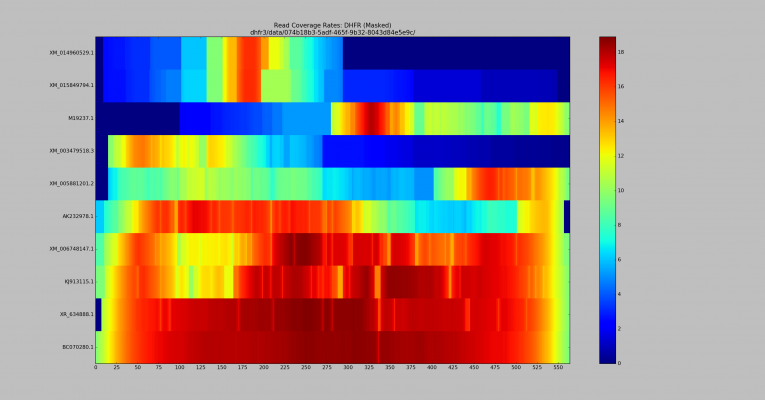 Read Coverage Rates: DHFR (Masked)
dhfr3/data/074b18b3-5adf-465f-9b32-8043d84e5e9c/
XM_014960529.1
XM_015849794.1
M19237.1
XM_003479518.3
XM_005881201.2
AK232978.1
XM_006748147.1
KJ913115.1
XR_634888.1
BC070280.1
0 25 50 75 100 125 150 175 200 225 250 275 300 325 350 375 400 425 450 475 500 525 550
18
16
14
12
10
8
6
4
2
0